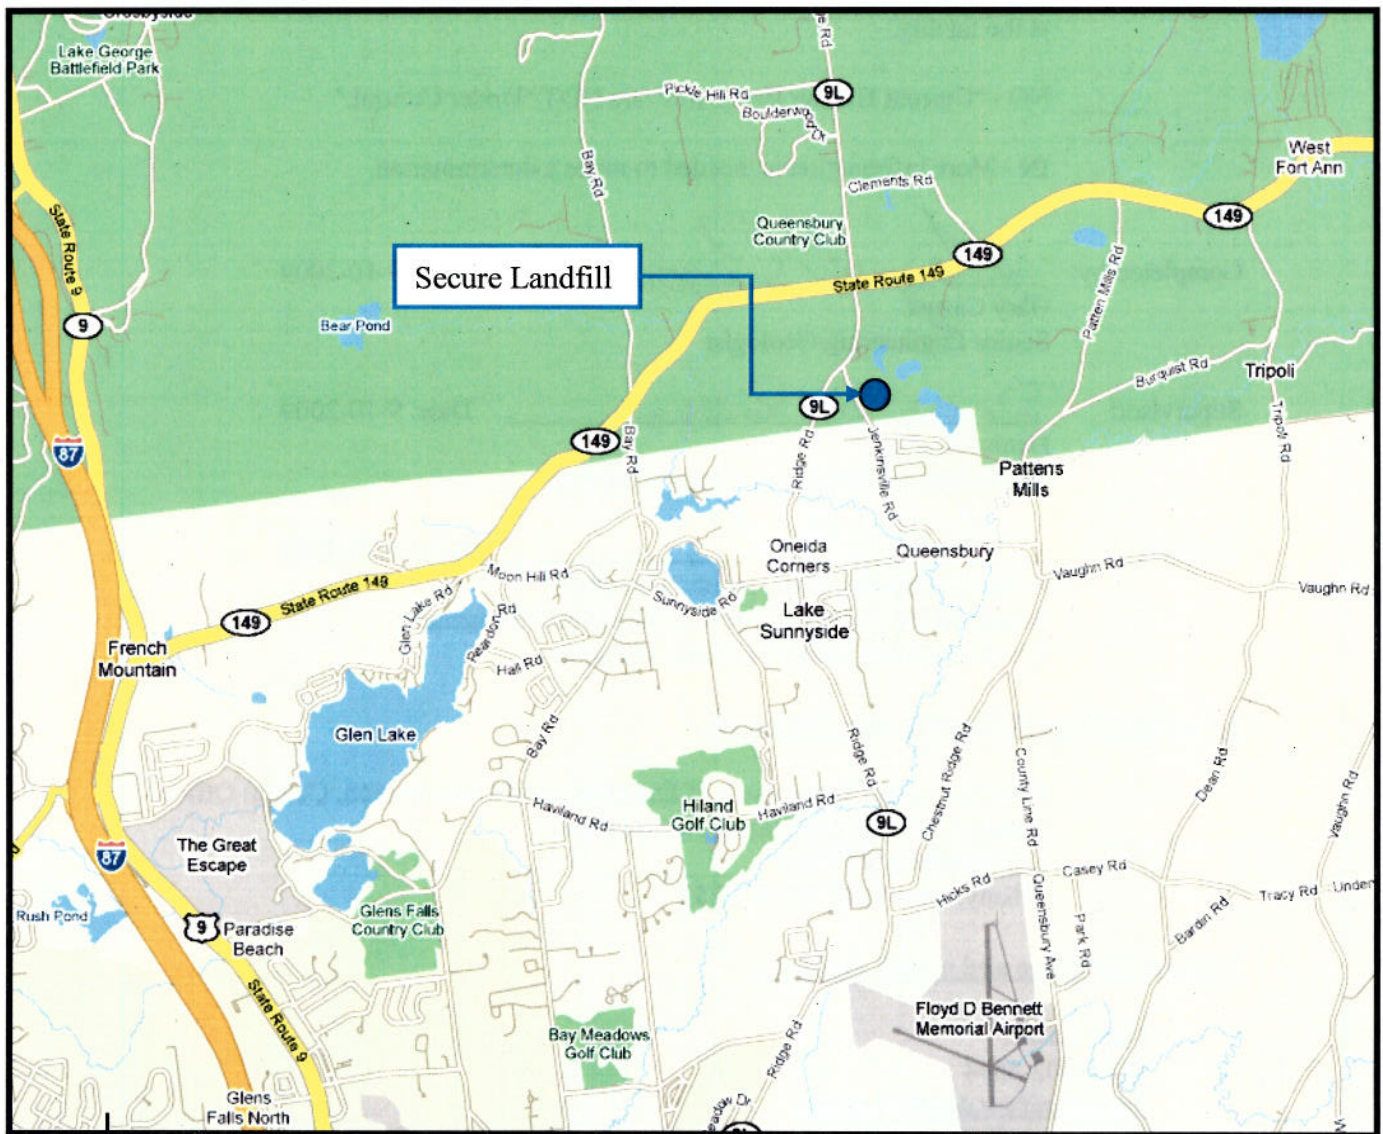 Crosbyside
Lake George
Battlefield Park
Pickle Hill Rd
9L
Boulderwood Dr
West
Fort Ann
Bay Rd
Clements Rd
State Route 9
Queensbury
Country Club
149
149
Secure Landfill
State Route 149
Patten Mills Rd
9
Bear Pond
Burquist Rd
Tripoli
9L
87
149
Bay Rd
Ridge Rd
Jenkinsville Rd
Tripoli Rd
Pattens
Mills
Oneida
Corners
Queensbury
Moon Hill Rd
Vaughn Rd
Vaughn Rd
State Route 149
Glen Lake Rd
Sunnyside Rd
149
Reardon Rd
Lake
Sunnyside
French
Mountain
Hall Rd
Glen Lake
Bay Rd
Ridge Rd
Chestnut Ridge Rd
County Line Rd
Dean Rd
Vaughn Rd
Haviland Rd
Hiland
Golf Club
Haviland Rd
9L
The Great
Escape
87
Casey Rd
Hicks Rd
Tracy Rd
Rush Pond
9
Paradise
Beach
Glens Falls
Country Club
Queensbury Ave
Park Rd
Bardin Rd
State Route 9
Floyd D Bennett
Memorial Airport
Bay Meadows
Golf Club
Ridge Rd
Glens
Falls North